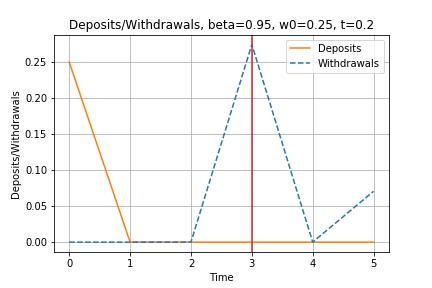 Deposits/Withdrawals, beta=0.95, w0=0.25, t=0.2
Deposits
Withdrawals
Deposits/Withdrawals
0.25
0.20
0.15
0.10
0.05
0.00
0 1 2 3 4 5
Time